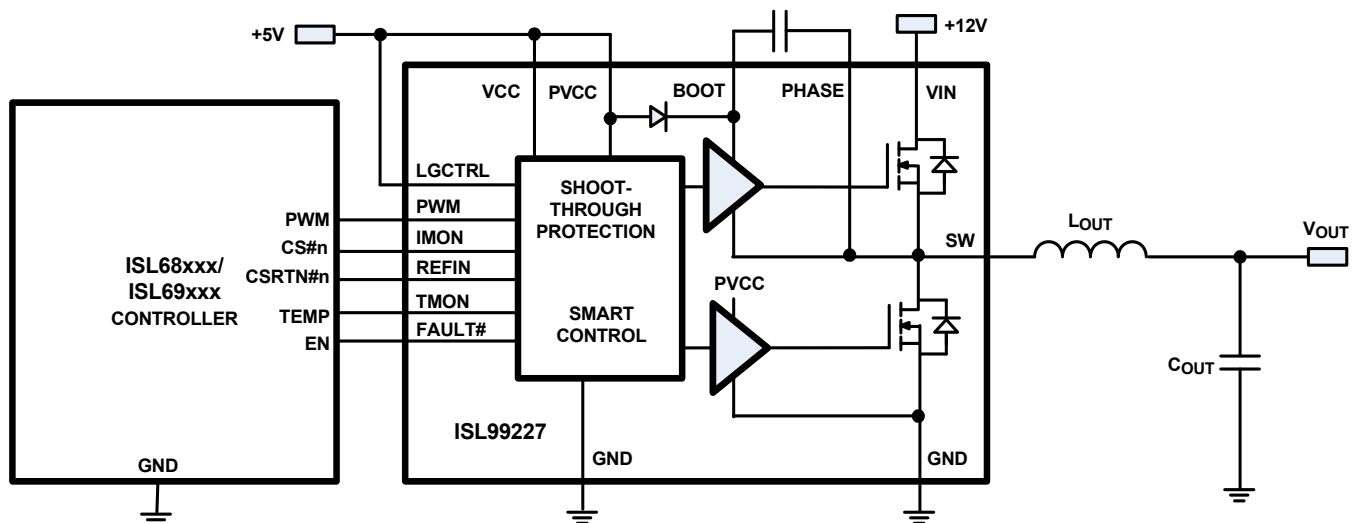 +5V
+12V
VCC
PVCC
BOOT
PHASE
VIN
LGCTRL
PWM
IMON
REFIN
TMON
FAULT#
SHOOT-
THROUGH
PROTECTION
SMART
CONTROL
PWM
CS#n
CSRTN#n
TEMP
EN
ISL68xxx/
ISL69xxx
CONTROLLER
GND
PVCC
SW
LOUT
VOUT
COUT
ISL99227
GND
GND